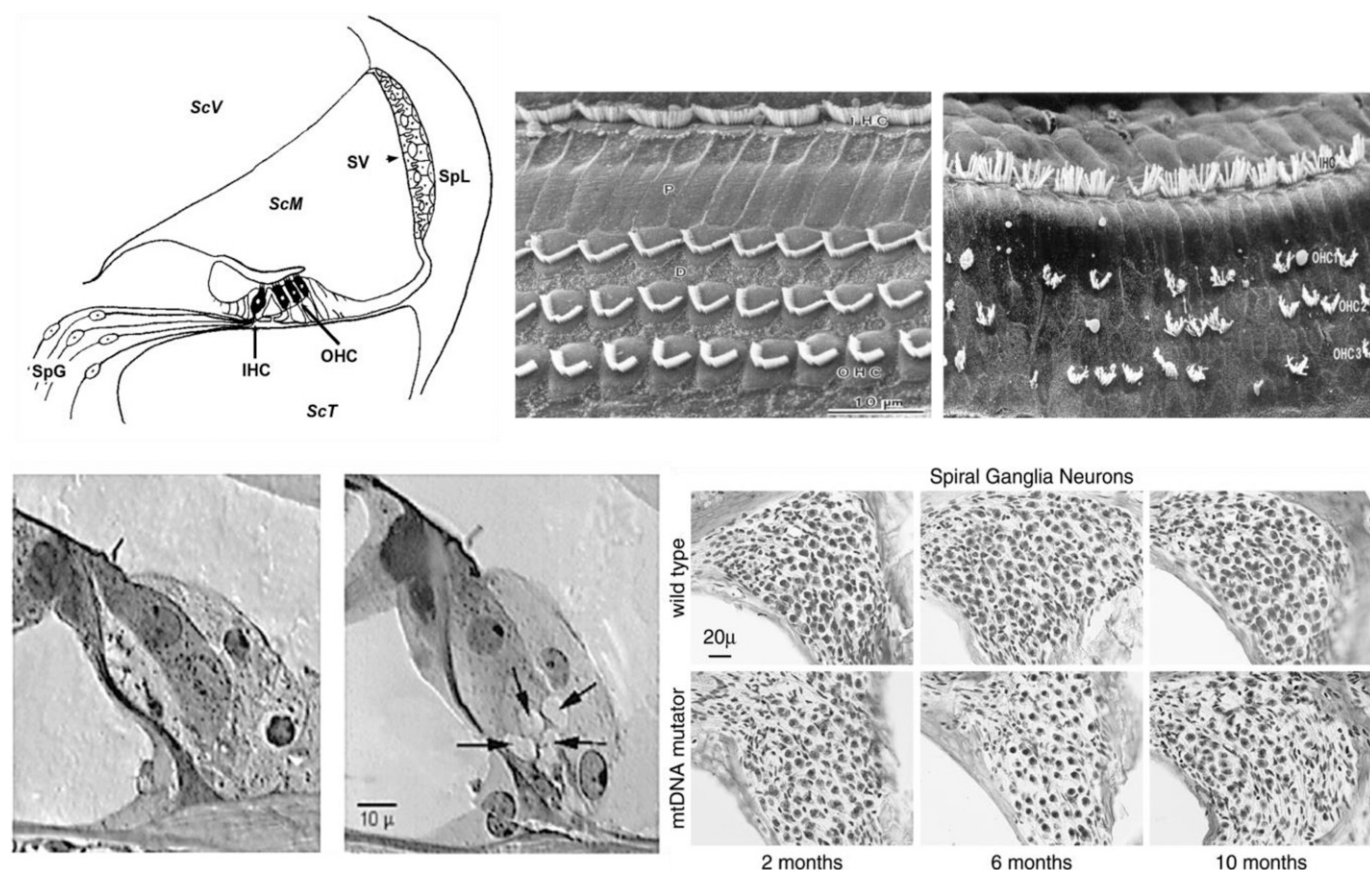 ScV
SV
SpL
ScM
SpG
IHC
OHC
ScT
IHC
P
D
OHC
10 µm
IHC
OHC1
OHC2
OHC3
10 µ
Spiral Ganglia Neurons
wild type
20µ
mtDNA mutator
2 months
6 months
10 months